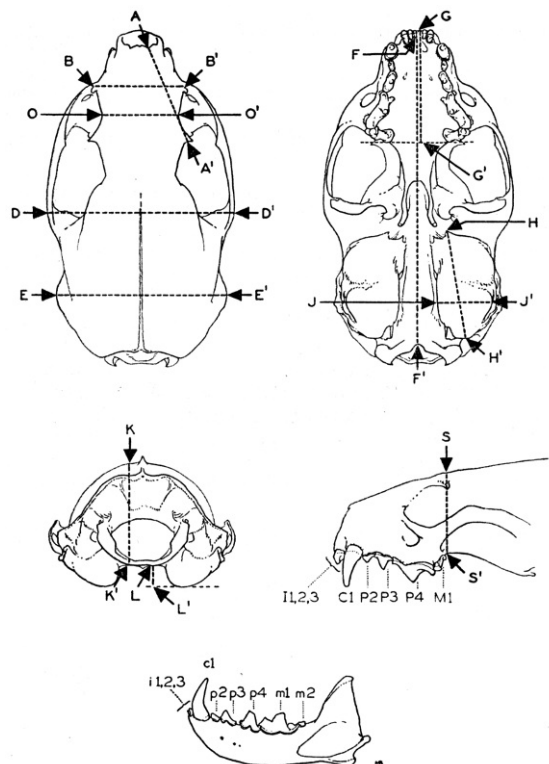 A
B B'
O O'
A'
D D'
E E'
G
F
G'
H
J J'
H'
F'
K
K' L
L'
S
S'
I1,2,3 C1 P2 P3 P4 M1
c1
i1,2,3
p2 p3 p4 m1 m2